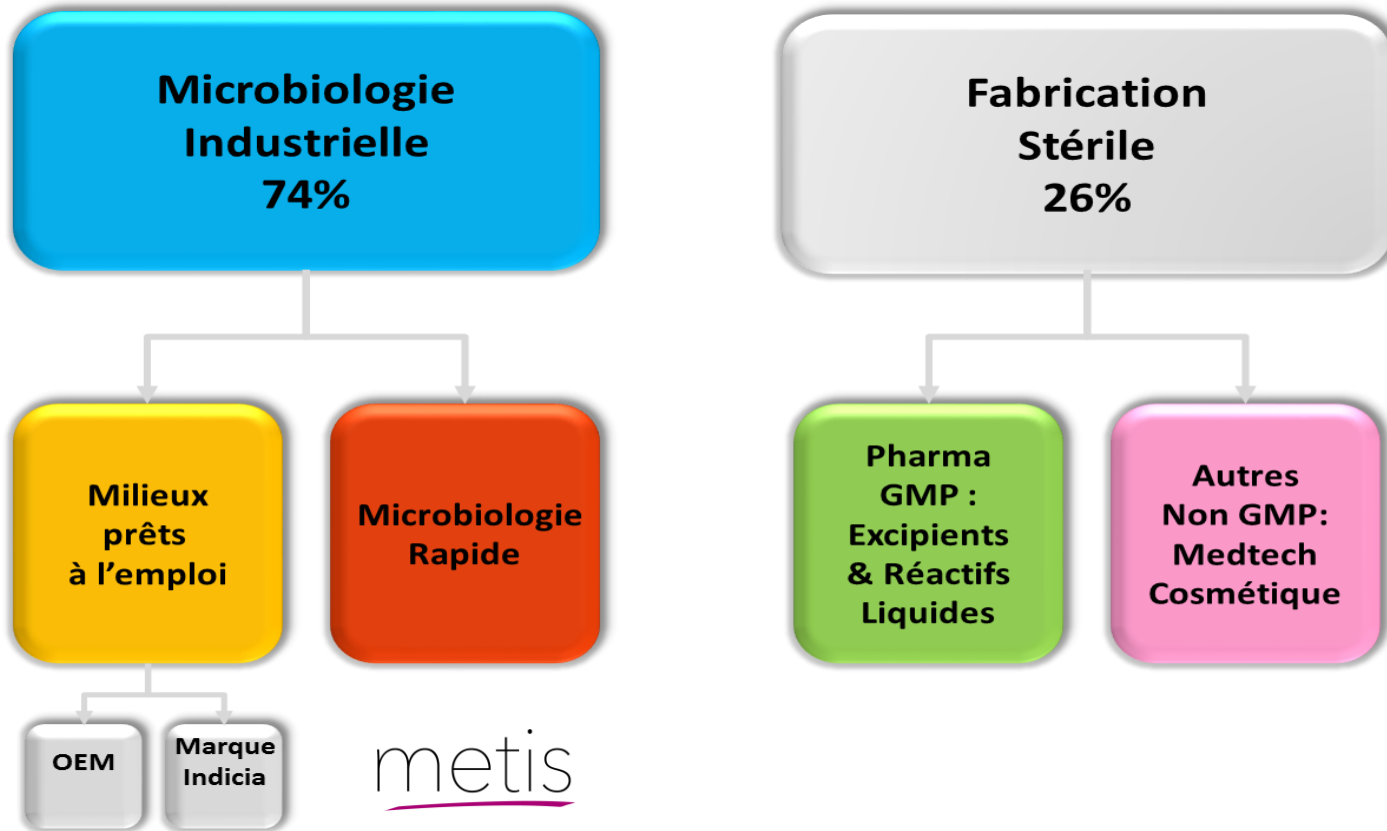 Microbiologie
Industrielle
74%
Fabrication
Stérile
26%
Milieux
prêts
à l’emploi
Microbiologie
Rapide
Pharma
GMP :
Excipients
& Réactifs
Liquides
Autres
Non GMP:
Medtech
Cosmétique
OEM
Marque
Indicia
metis